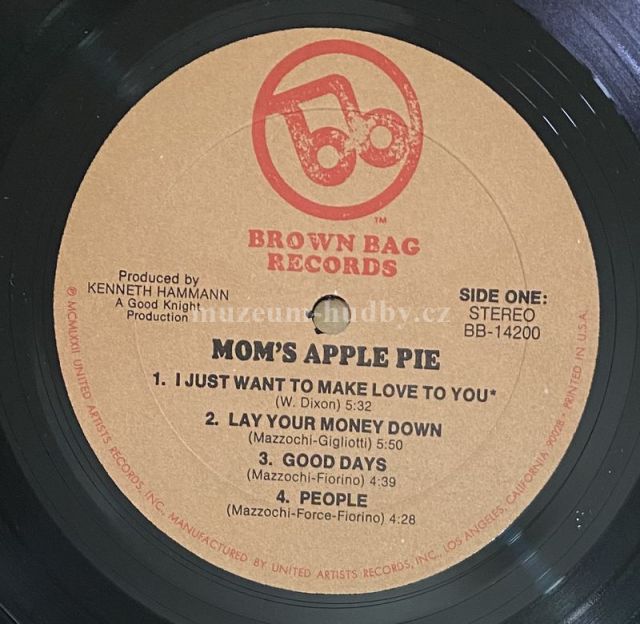 TM
BROWN BAG
RECORDS
Produced by
KENNETH HAMMANN
A Good Knight
Production
SIDE ONE:
STEREO
BB-14200
muzeum-hudby.cz
MOM'S APPLE PIE
1. I JUST WANT TO MAKE LOVE TO YOU*
(W. Dixon) 5:32
2. LAY YOUR MONEY DOWN
(Mazzochi-Gigliotti) 5:50
3. GOOD DAYS
(Mazzochi-Fiorino) 4:39
4. PEOPLE
(Mazzochi-Force-Fiorino) 4:28
℗ MCMLXXII UNITED ARTISTS RECORDS, INC., MANUFACTURED BY UNITED ARTISTS RECORDS, INC., LOS ANGELES, CALIFORNIA 90028 • PRINTED IN U.S.A.